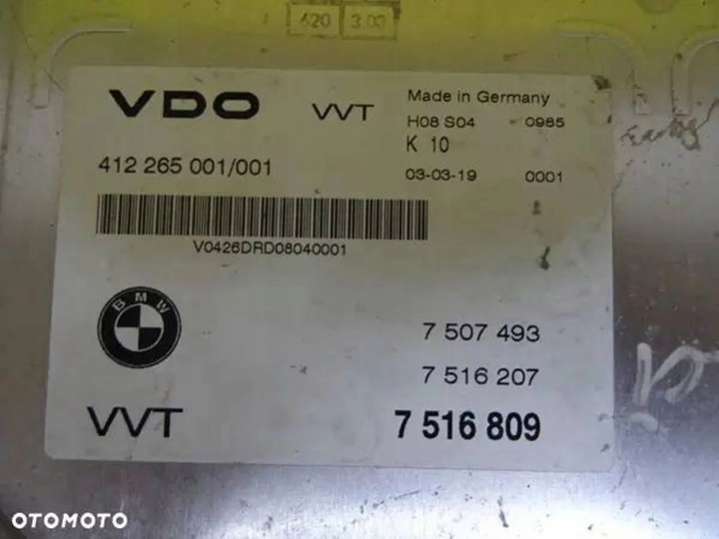 420 3.03
VDO VVT Made in Germany
H08 S04 0985
K 10
412 265 001/001 03-03-19 0001
V0426DRD08040001
BMW
7 507 493
7 516 207
VVT 7 516 809
OTOMOTO